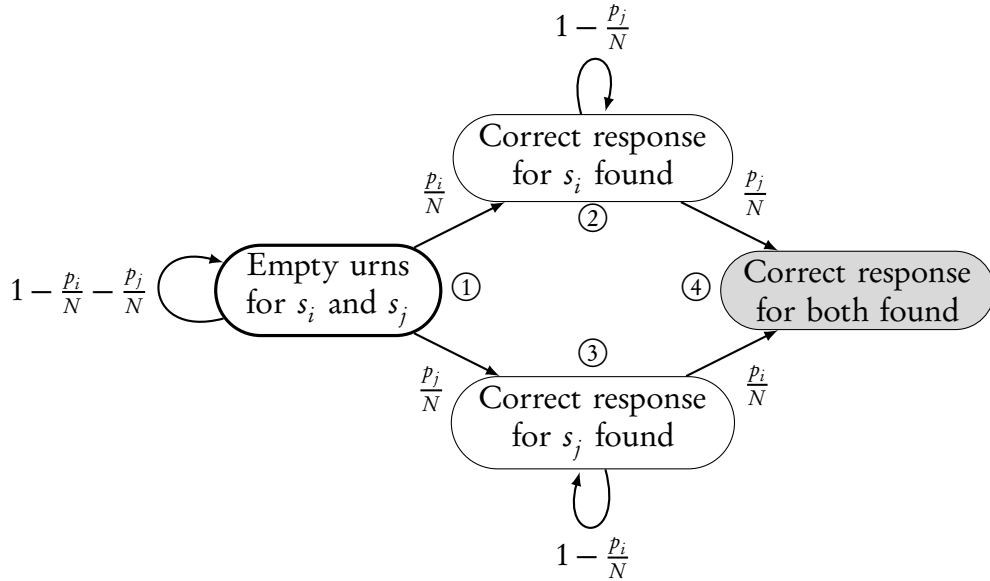 1 − p_j/N
Correct response
for s_i found
p_i/N
p_j/N
②
Empty urns
for s_i and s_j
1 − p_i/N − p_j/N
①
④
Correct response
for both found
③
p_j/N
p_i/N
Correct response
for s_j found
1 − p_i/N